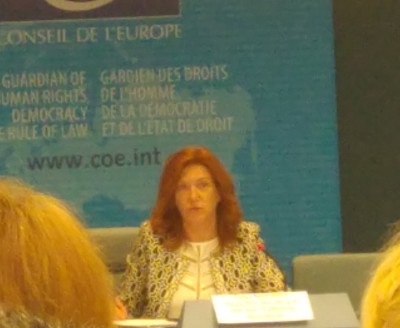 CONSEIL DE L'EUROPE
GUARDIAN OF
HUMAN RIGHTS,
DEMOCRACY
RULE OF LAW
GARDIEN DES DROITS
DE L'HOMME
DE LA DÉMOCRATIE
ET DE L'ÉTAT DE DROIT
www.coe.int